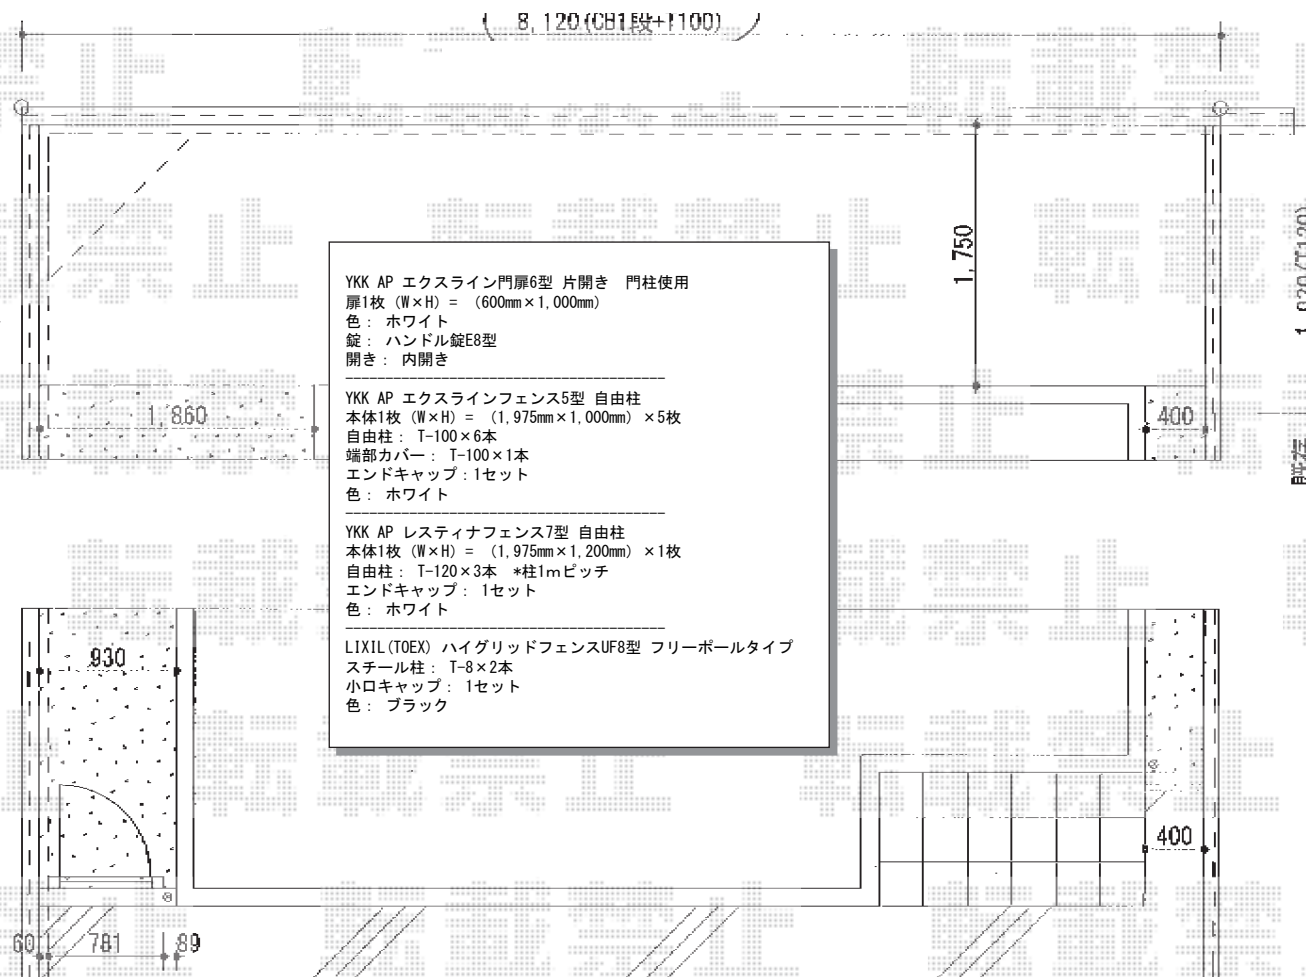 8,120(CB1段+T100)
1,750
1,020(T120)
YKK AP エクスライン門扉6型 片開き 門柱使用
扉1枚 (W×H) = (600mm×1,000mm)
色: ホワイト
錠: ハンドル錠E8型
開き: 内開き
----------------------------------------
YKK AP エクスラインフェンス5型 自由柱
本体1枚 (W×H) = (1,975mm×1,000mm) ×5枚
自由柱: T-100×6本
端部カバー: T-100×1本
エンドキャップ:1セット
色: ホワイト
----------------------------------------
YKK AP レスティナフェンス7型 自由柱
本体1枚 (W×H) = (1,975mm×1,200mm) ×1枚
自由柱: T-120×3本 *柱1mピッチ
エンドキャップ: 1セット
色: ホワイト
----------------------------------------
LIXIL(TOEX) ハイグリッドフェンスUF8型 フリーポールタイプ
スチール柱: T-8×2本
小口キャップ: 1セット
色: ブラック
1,860
400
既存
930
400
60
781
89
転載禁止